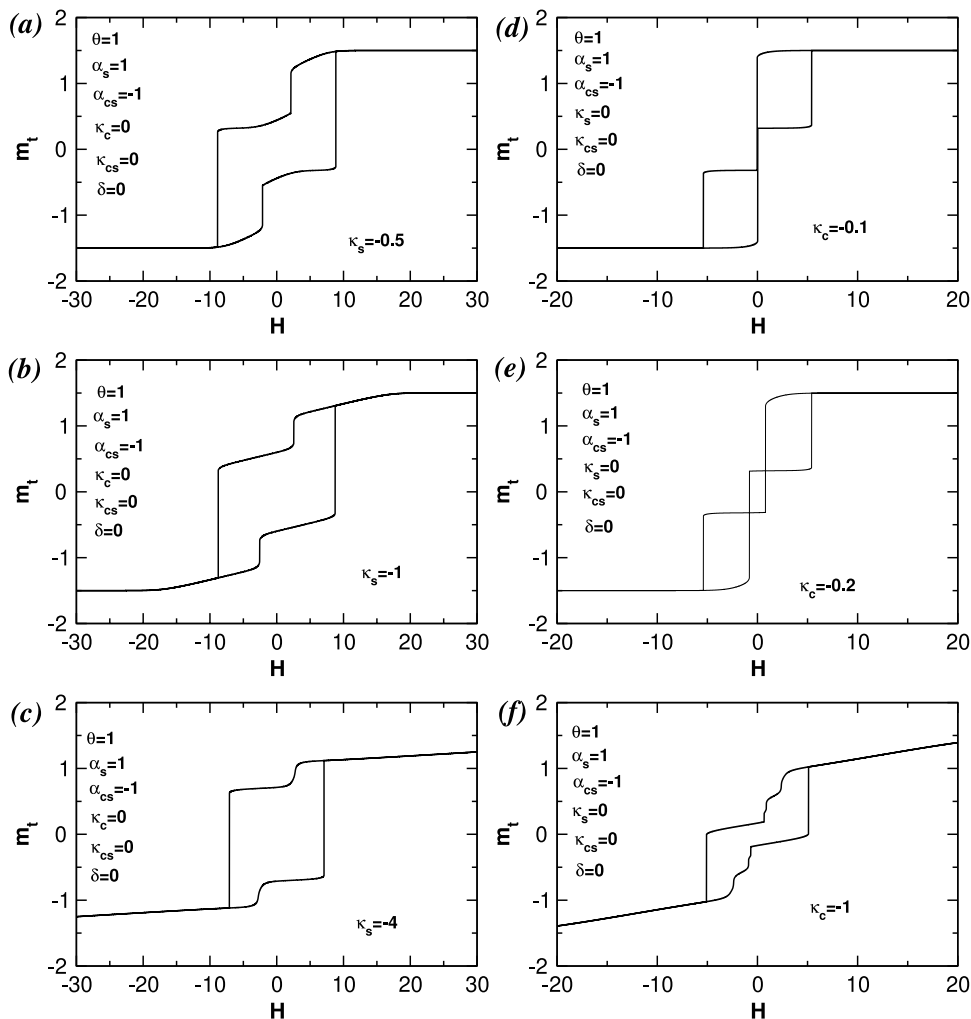 (a)
2
1
0
-1
-2
m_t
θ=1
α_s=1
α_cs=-1
κ_c=0
κ_cs=0
δ=0
κ_s=-0.5
-30 -20 -10 0 10 20 30
H
(d)
2
1
0
-1
-2
m_t
θ=1
α_s=1
α_cs=-1
κ_s=0
κ_cs=0
δ=0
κ_c=-0.1
-20 -10 0 10 20
H
(b)
2
1
0
-1
-2
m_t
θ=1
α_s=1
α_cs=-1
κ_c=0
κ_cs=0
δ=0
κ_s=-1
-30 -20 -10 0 10 20 30
H
(e)
2
1
0
-1
-2
m_t
θ=1
α_s=1
α_cs=-1
κ_s=0
κ_cs=0
δ=0
κ_c=-0.2
-20 -10 0 10 20
H
(c)
2
1
0
-1
-2
m_t
θ=1
α_s=1
α_cs=-1
κ_c=0
κ_cs=0
δ=0
κ_s=-4
-30 -20 -10 0 10 20 30
H
(f)
2
1
0
-1
-2
m_t
θ=1
α_s=1
α_cs=-1
κ_s=0
κ_cs=0
δ=0
κ_c=-1
-20 -10 0 10 20
H